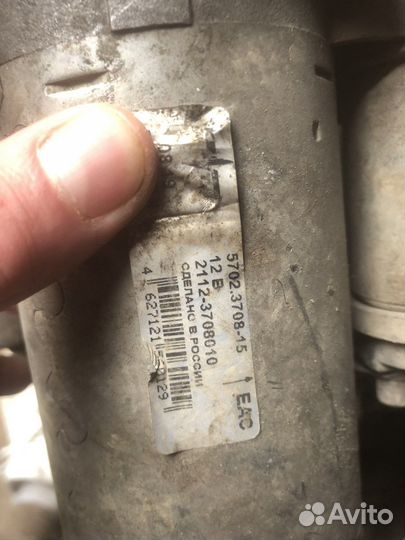 5702.3708-15
12 В
2112-3708010
СДЕЛАНО В РОССИИ
EAC
Avito